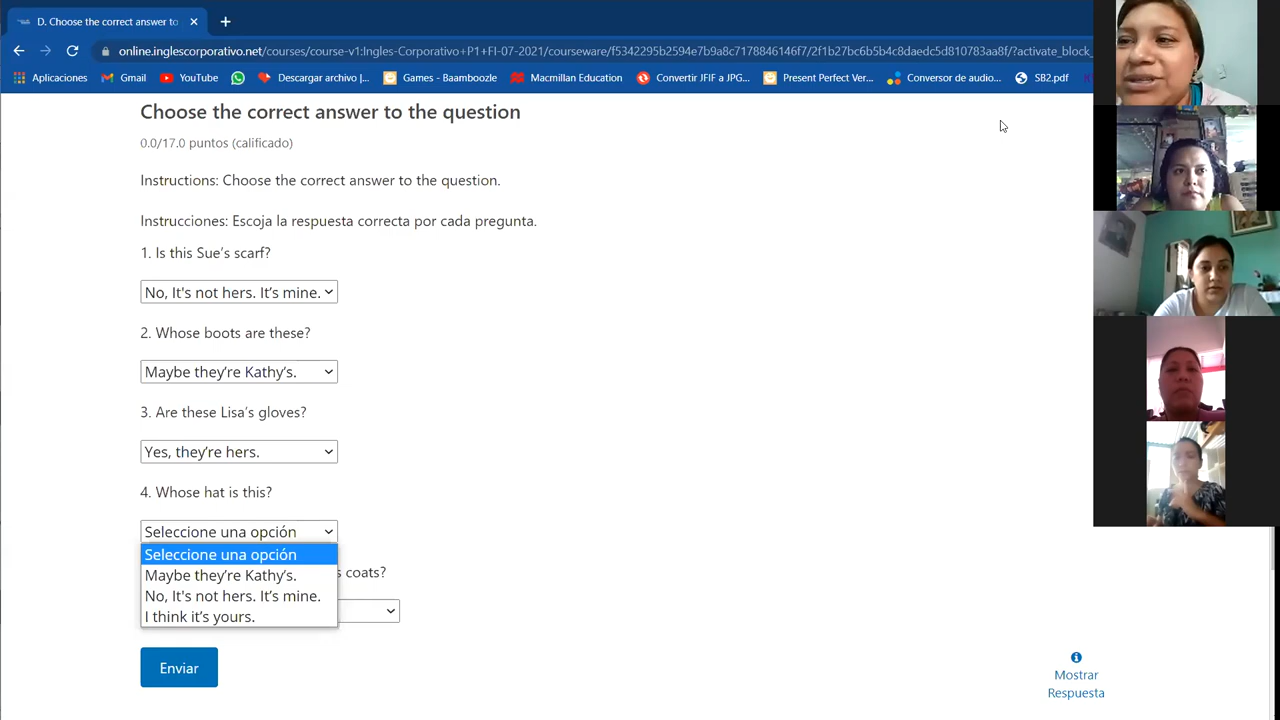 D. Choose the correct answer to
online.inglescorporativo.net/courses/course-v1:Ingles-Corporativo+P1+FI-07-2021/courseware/f5342295b2594e7b9a8c7178846146f7/2f1b27bc6b5b4c8daedc5d810783aa8f/?activate_block_
Aplicaciones Gmail YouTube Descargar archivo |... Games - Baamboozle Macmillan Education Convertir JFIF a JPG... Present Perfect Ver... Conversor de audio... SB2.pdf
Choose the correct answer to the question
0.0/17.0 puntos (calificado)
Instructions: Choose the correct answer to the question.
Instrucciones: Escoja la respuesta correcta por cada pregunta.
1. Is this Sue’s scarf?
No, It's not hers. It’s mine.
2. Whose boots are these?
Maybe they’re Kathy’s.
3. Are these Lisa’s gloves?
Yes, they’re hers.
4. Whose hat is this?
Seleccione una opción
Seleccione una opción
Maybe they’re Kathy’s.
No, It's not hers. It’s mine.
I think it’s yours.
s coats?
Enviar
Mostrar
Respuesta